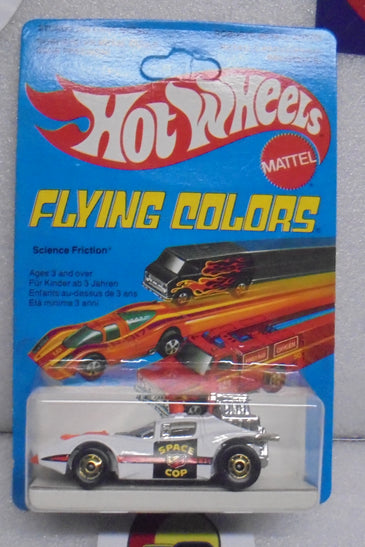 HOT WHEELS
MATTEL
FLYING COLORS
Science Friction
Ages 3 and over
Für Kinder ab 3 Jahren
Enfants au-dessus de 3 ans
Età minime 3 anni
SPACE
COP